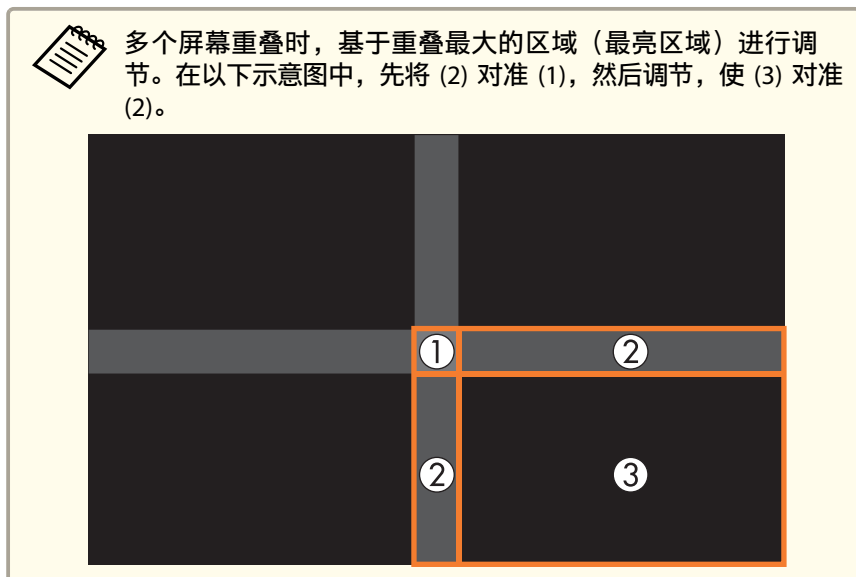 多个屏幕重叠时，基于重叠最大的区域（最亮区域）进行调
节。在以下示意图中，先将 (2) 对准 (1)，然后调节，使 (3) 对准
(2)。
① ②
② ③